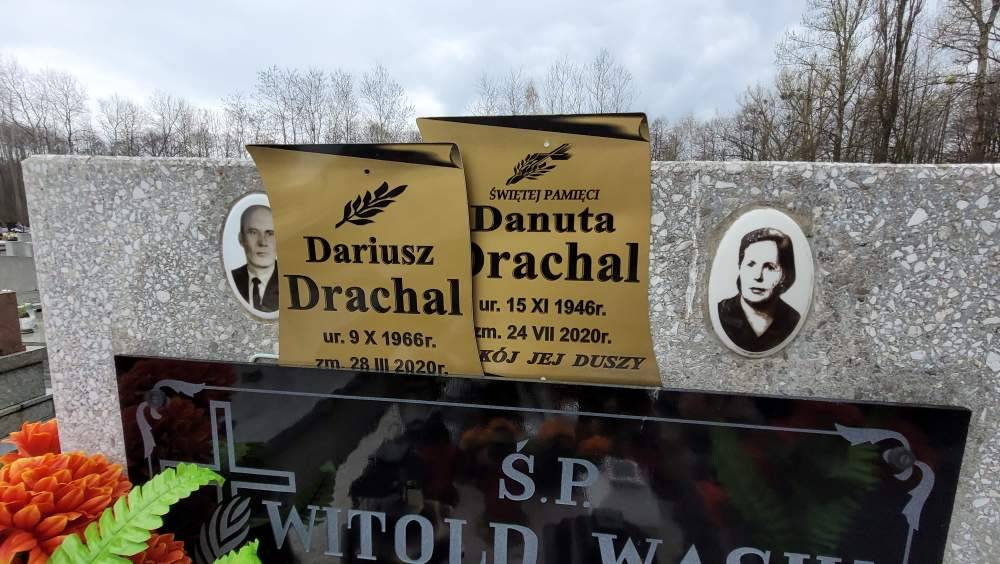 Dariusz
Drachal
ur. 9 X 1966r.
zm. 28 III 2020r.
ŚWIĘTEJ PAMIĘCI
Danuta
Drachal
ur. 15 XI 1946r.
zm. 24 VII 2020r.
JEJ DUSZY
Ś.P.
WITOLD